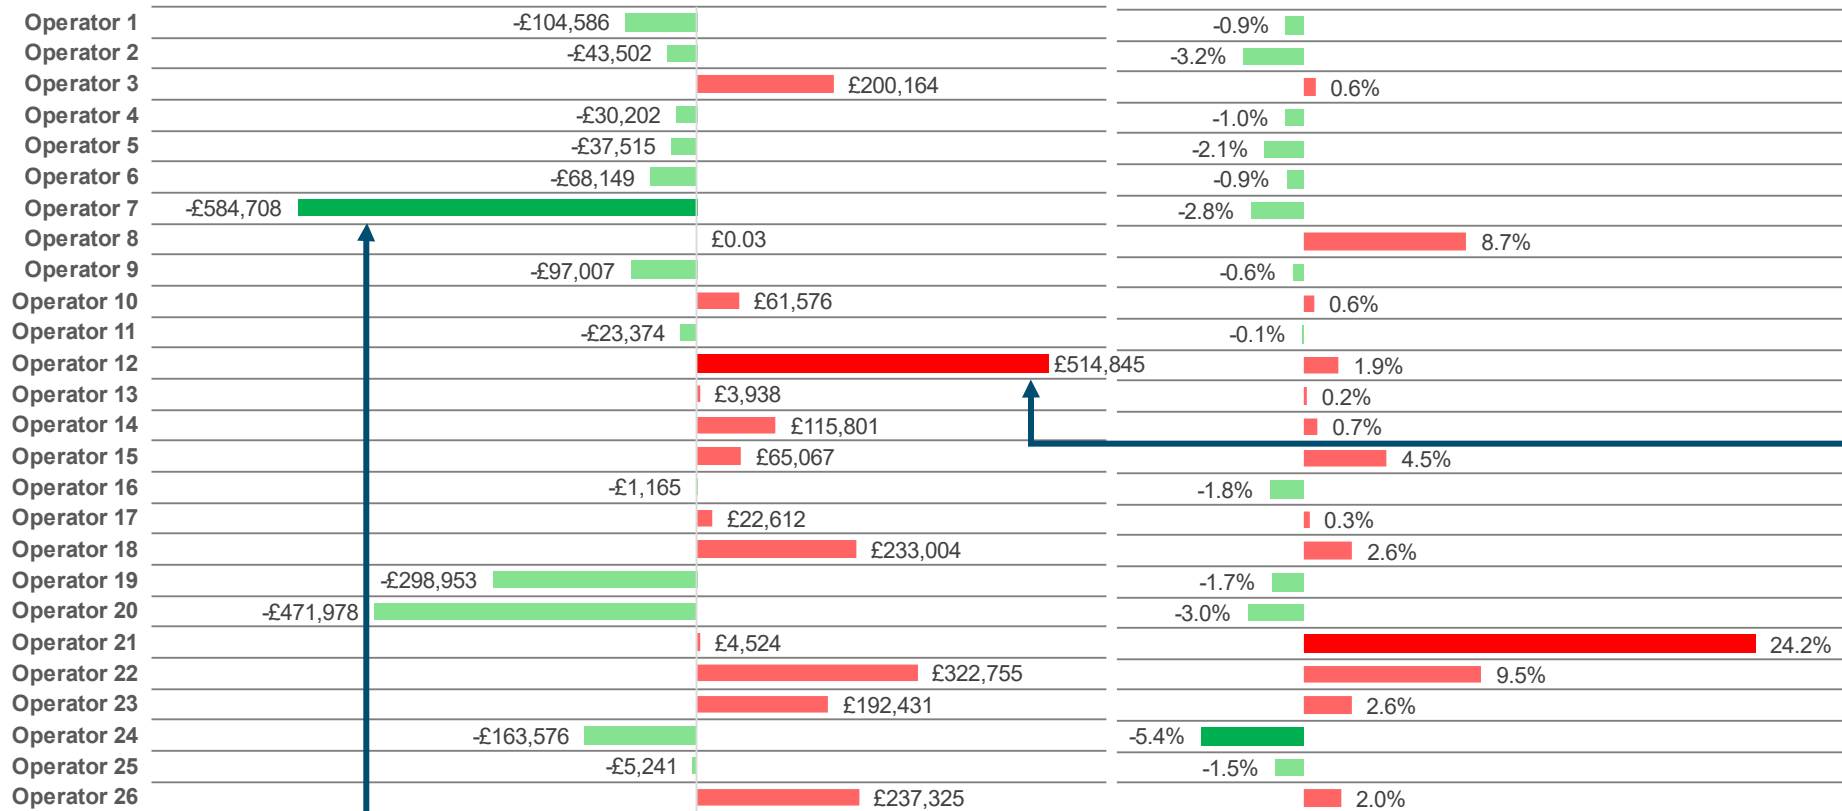 Operator 1 -£104,586 -0.9%
Operator 2 -£43,502 -3.2%
Operator 3 £200,164 0.6%
Operator 4 -£30,202 -1.0%
Operator 5 -£37,515 -2.1%
Operator 6 -£68,149 -0.9%
Operator 7 -£584,708 -2.8%
Operator 8 £0.03 8.7%
Operator 9 -£97,007 -0.6%
Operator 10 £61,576 0.6%
Operator 11 -£23,374 -0.1%
Operator 12 £514,845 1.9%
Operator 13 £3,938 0.2%
Operator 14 £115,801 0.7%
Operator 15 £65,067 4.5%
Operator 16 -£1,165 -1.8%
Operator 17 £22,612 0.3%
Operator 18 £233,004 2.6%
Operator 19 -£298,953 -1.7%
Operator 20 -£471,978 -3.0%
Operator 21 £4,524 24.2%
Operator 22 £322,755 9.5%
Operator 23 £192,431 2.6%
Operator 24 -£163,576 -5.4%
Operator 25 -£5,241 -1.5%
Operator 26 £237,325 2.0%